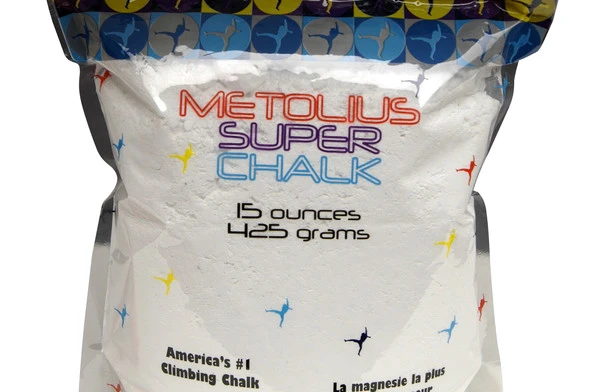 METOLIUS
SUPER
CHALK
15 ounces
425 grams
America's #1
Climbing Chalk
La magnesie la plus